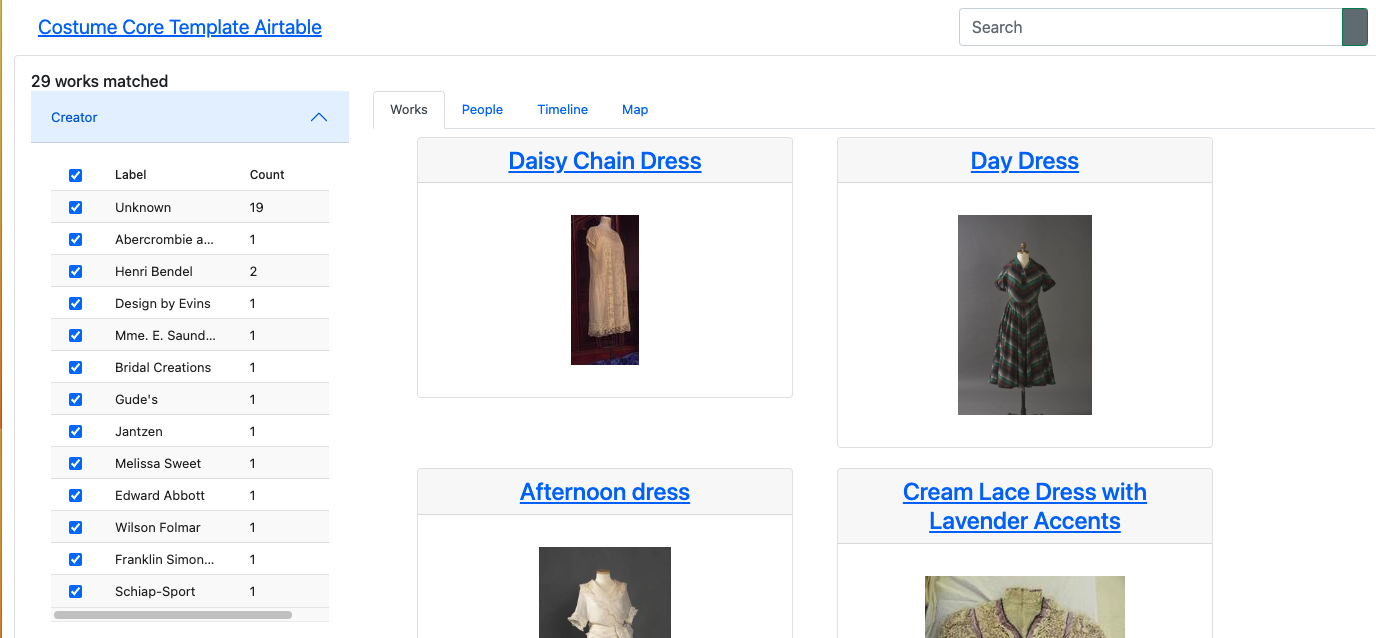 Costume Core Template Airtable
Search
29 works matched
Creator
Works People Timeline Map
Label Count
Unknown 19
Abercrombie a... 1
Henri Bendel 2
Design by Evins 1
Mme. E. Saund... 1
Bridal Creations 1
Gude's 1
Jantzen 1
Melissa Sweet 1
Edward Abbott 1
Wilson Folmar 1
Franklin Simon... 1
Schiap-Sport 1
Daisy Chain Dress
Day Dress
Afternoon dress
Cream Lace Dress with
Lavender Accents